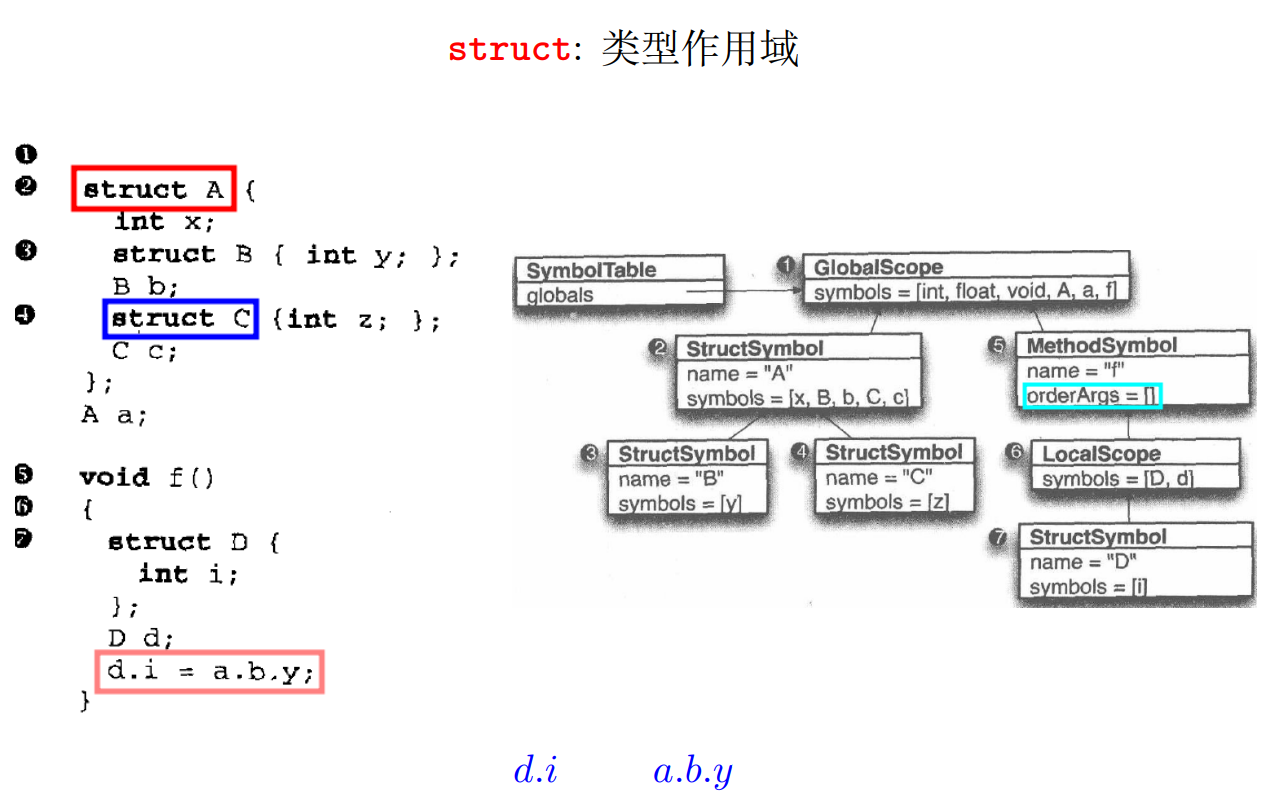 struct: 类型作用域
❶
❷ struct A {
int x;
❸ struct B { int y; };
B b;
❹ struct C {int z; };
C c;
};
A a;
❺ void f()
❻ {
❼ struct D {
int i;
};
D d;
d.i = a.b.y;
}
SymbolTable
globals
❶ GlobalScope
symbols = [int, float, void, A, a, f]
❷ StructSymbol
name = "A"
symbols = [x, B, b, C, c]
❺ MethodSymbol
name = "f"
orderArgs = []
❸ StructSymbol
name = "B"
symbols = [y]
❹ StructSymbol
name = "C"
symbols = [z]
❻ LocalScope
symbols = [D, d]
❼ StructSymbol
name = "D"
symbols = [i]
d.i a.b.y